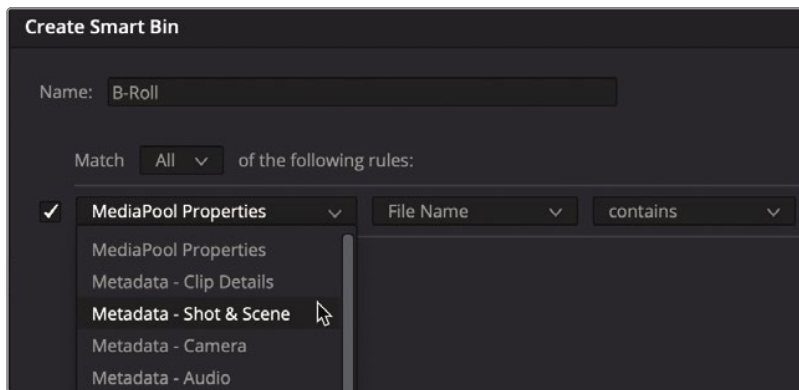 Create Smart Bin
Name: B-Roll
Match All of the following rules:
MediaPool Properties File Name contains
MediaPool Properties
Metadata - Clip Details
Metadata - Shot & Scene
Metadata - Camera
Metadata - Audio